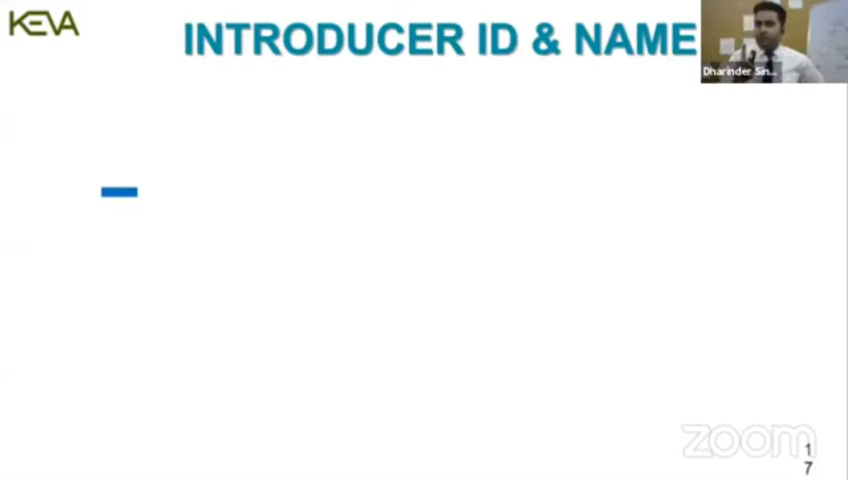 KEVA
INTRODUCER ID & NAME
Dharinder Sin...
zoom
1
7